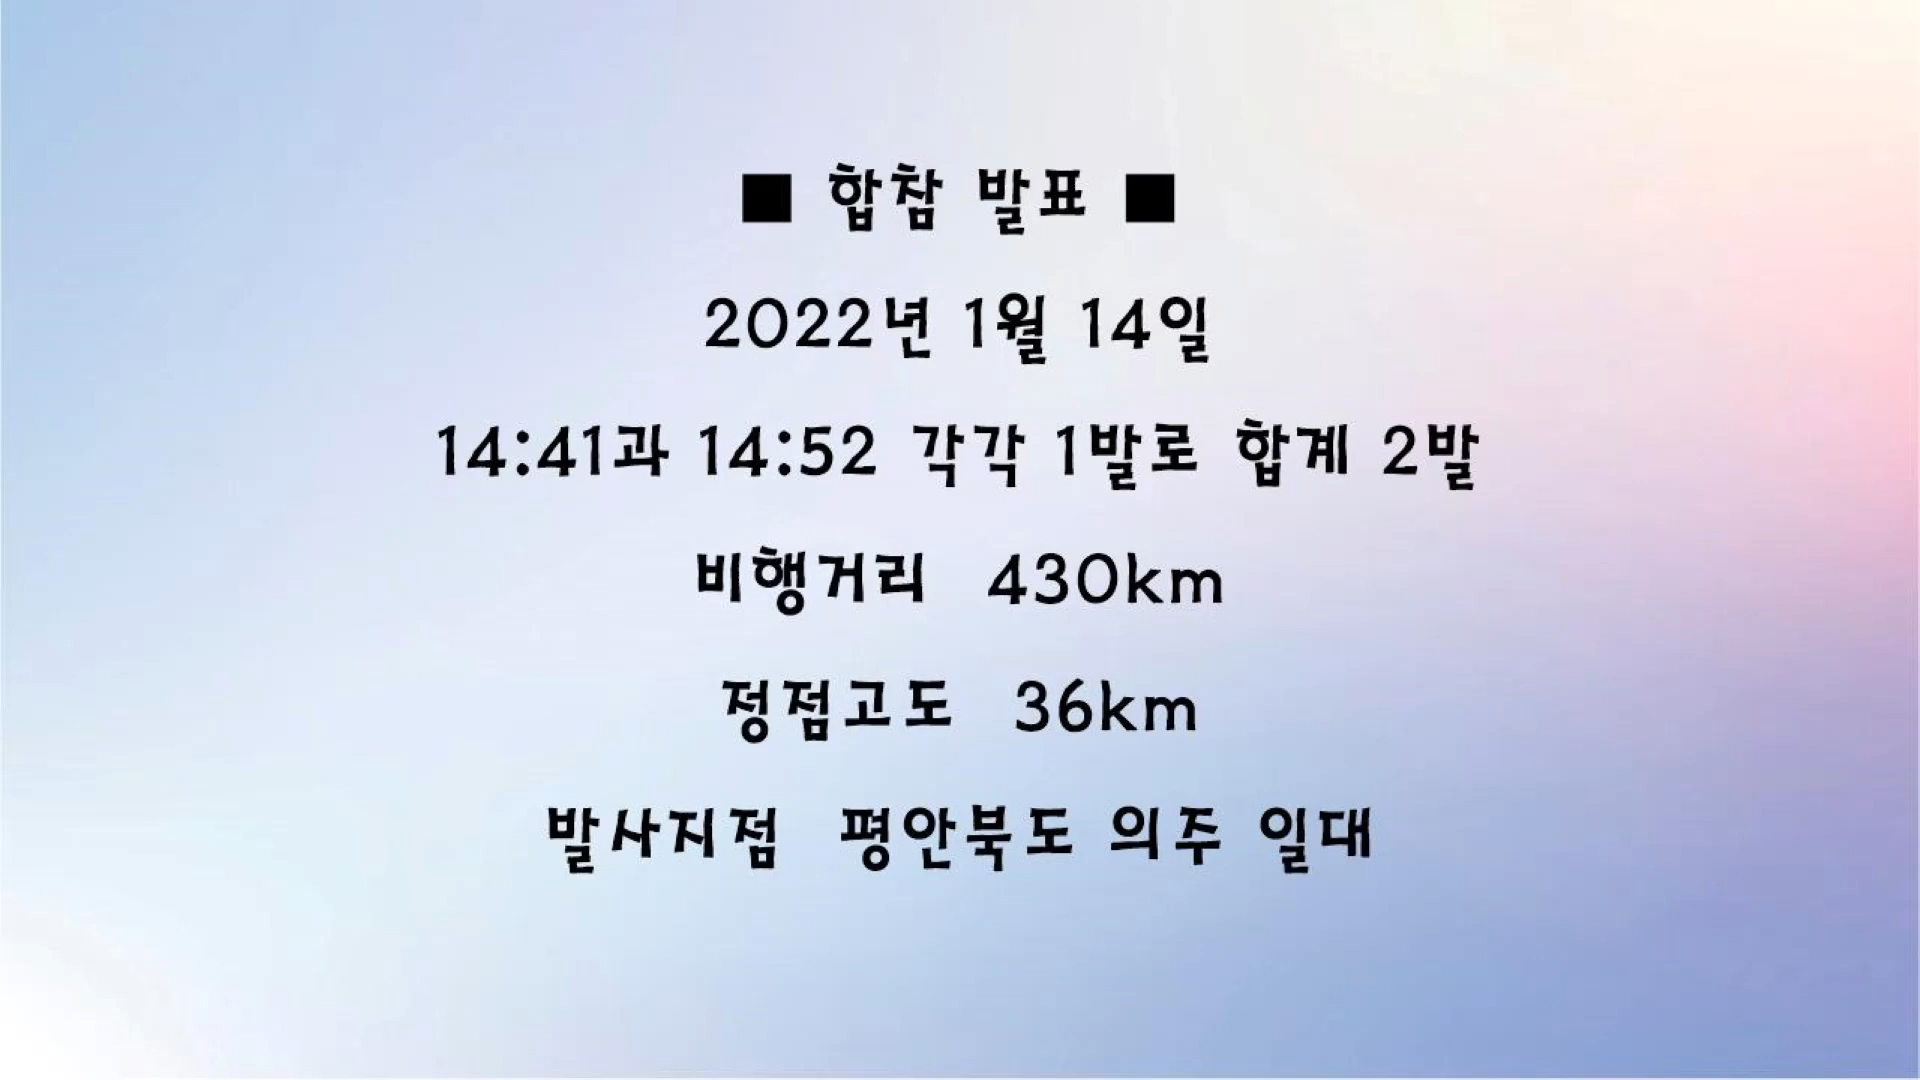 ■ 합참 발표 ■
2022년 1월 14일
14:41과 14:52 각각 1발로 합계 2발
비행거리  430km
정점고도  36km
발사지점  평안북도 의주 일대